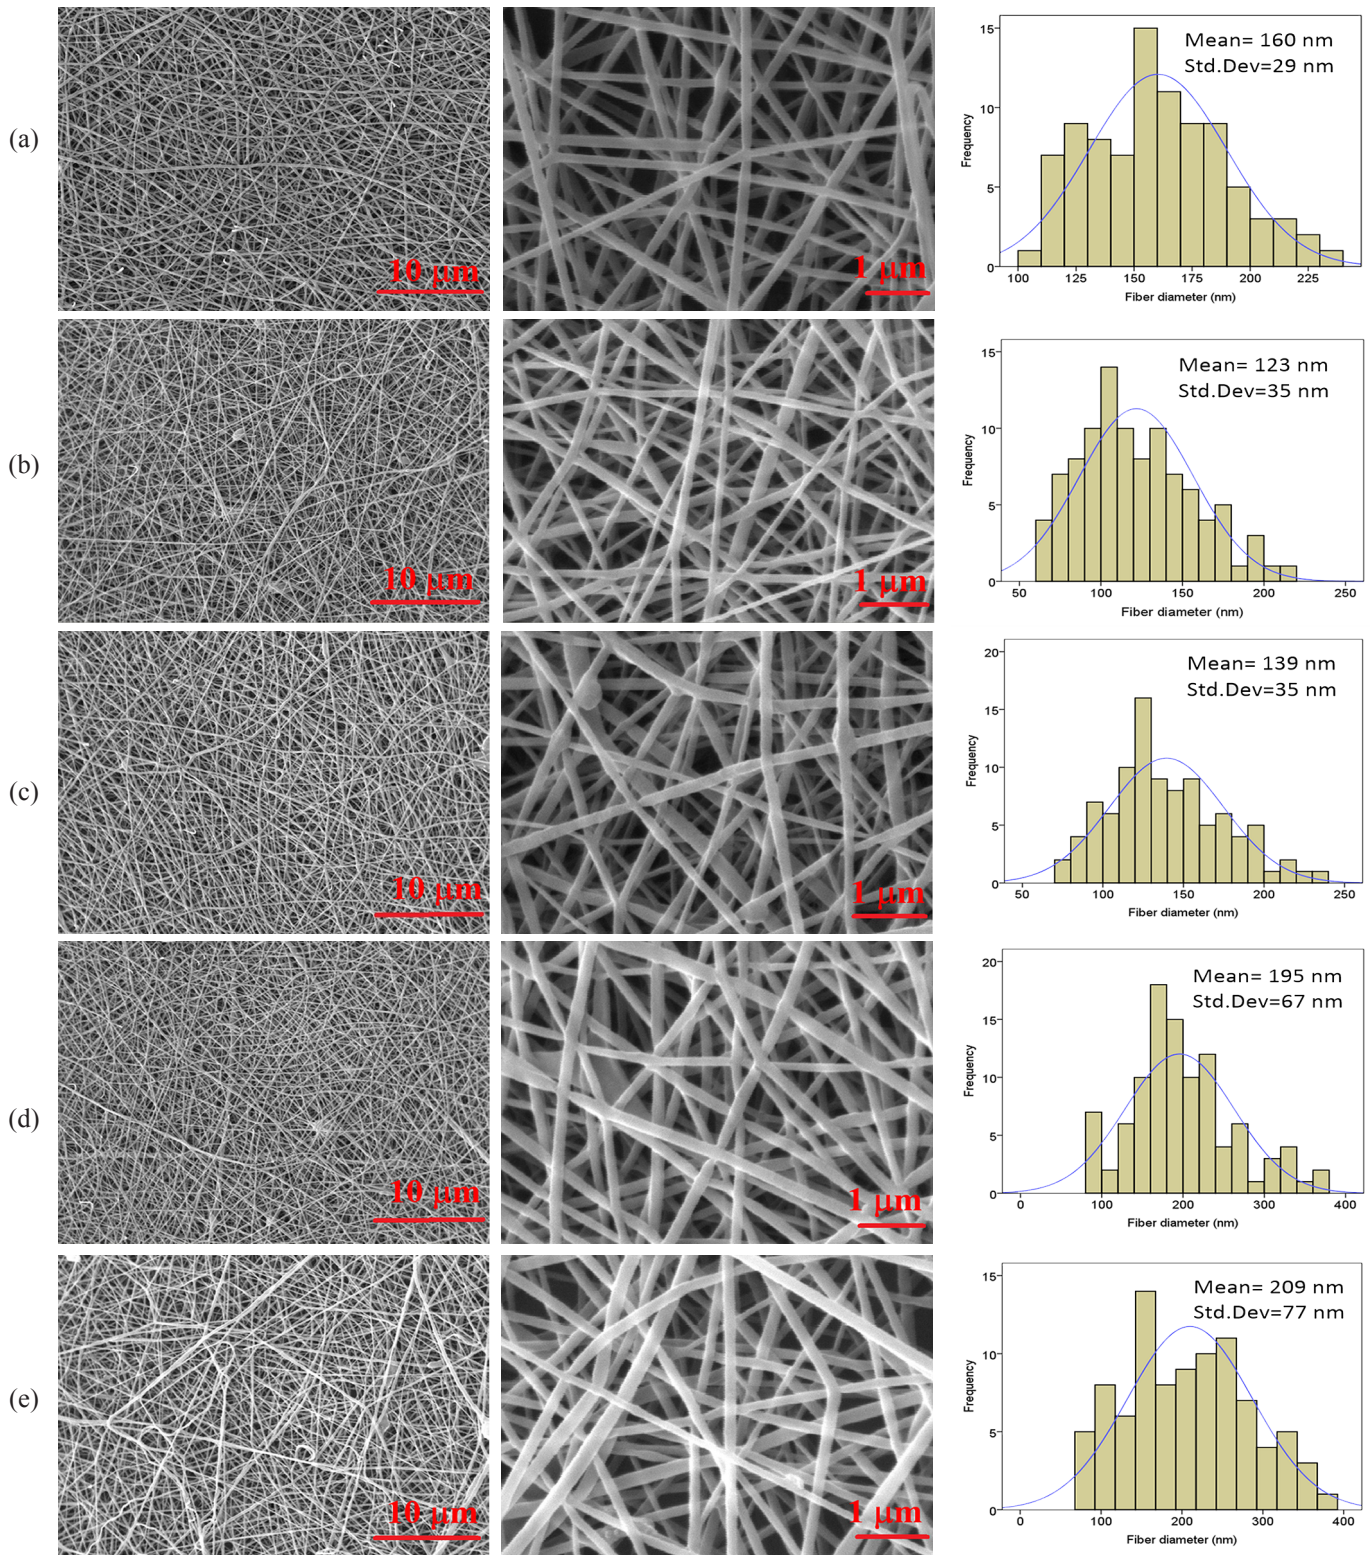 (a)
10 μm
1 μm
Mean= 160 nm
Std.Dev=29 nm
Frequency
15
10
5
0
100 125 150 175 200 225
Fiber diameter (nm)
(b)
10 μm
1 μm
Mean= 123 nm
Std.Dev=35 nm
Frequency
15
10
5
0
50 100 150 200 250
Fiber diameter (nm)
(c)
10 μm
1 μm
Mean= 139 nm
Std.Dev=35 nm
Frequency
20
15
10
5
0
50 100 150 200 250
Fiber diameter (nm)
(d)
10 μm
1 μm
Mean= 195 nm
Std.Dev=67 nm
Frequency
20
15
10
5
0
0 100 200 300 400
Fiber diameter (nm)
(e)
10 μm
1 μm
Mean= 209 nm
Std.Dev=77 nm
Frequency
15
10
5
0
0 100 200 300 400
Fiber diameter (nm)